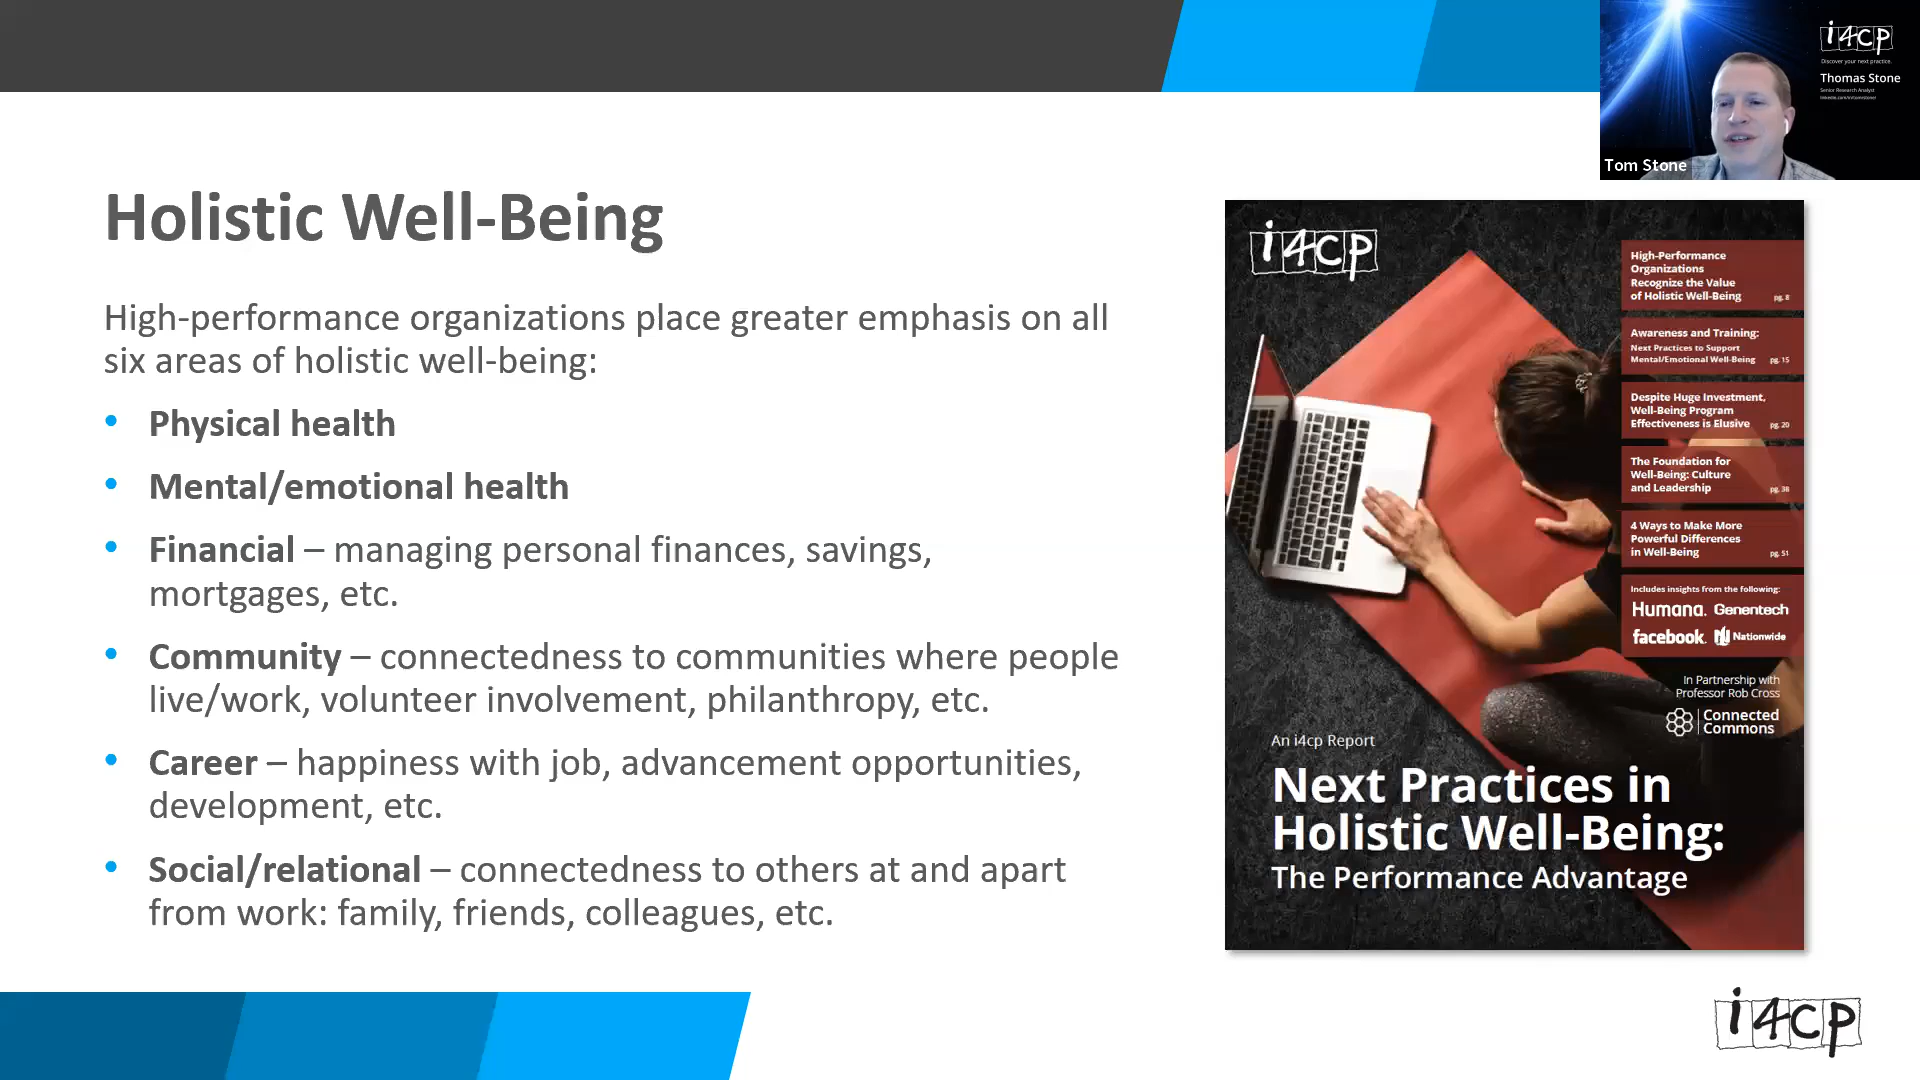 i4cp
Discover your next practice.
Thomas Stone
Senior Research Analyst
Tom Stone
Holistic Well-Being
High-performance organizations place greater emphasis on all
six areas of holistic well-being:
• Physical health
• Mental/emotional health
• Financial – managing personal finances, savings,
mortgages, etc.
• Community – connectedness to communities where people
live/work, volunteer involvement, philanthropy, etc.
• Career – happiness with job, advancement opportunities,
development, etc.
• Social/relational – connectedness to others at and apart
from work: family, friends, colleagues, etc.
i4cp
High-Performance
Organizations
Recognize the Value
of Holistic Well-Being pg. 8
Awareness and Training:
Next Practices to Support
Mental/Emotional Well-Being pg. 15
Despite Huge Investment,
Well-Being Program
Effectiveness is Elusive pg. 20
The Foundation for
Well-Being: Culture
and Leadership pg. 38
4 Ways to Make More
Powerful Differences
in Well-Being pg. 51
Includes insights from the following:
Humana. Genentech
facebook. Nationwide
In Partnership with
Professor Rob Cross
Connected
Commons
An i4cp Report
Next Practices in
Holistic Well-Being:
The Performance Advantage
i4cp